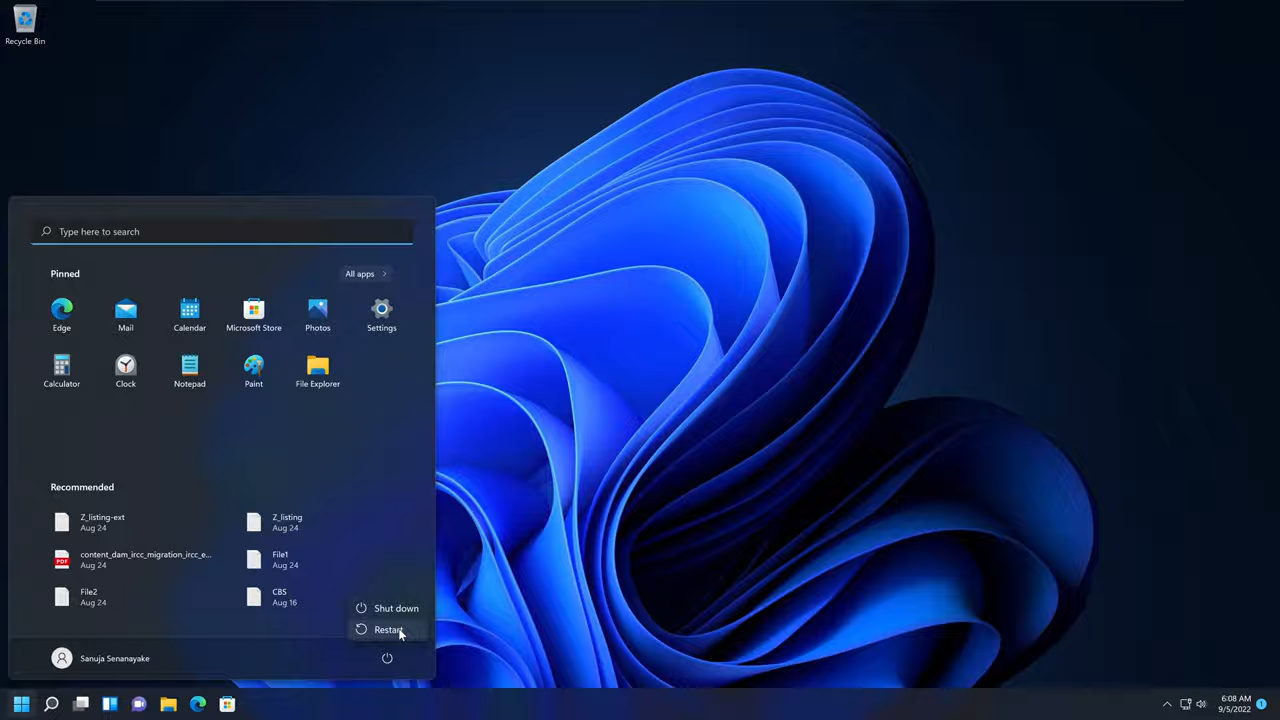 Recycle Bin
Type here to search
Pinned
All apps
Edge
Mail
Calendar
Microsoft Store
Photos
Settings
Calculator
Clock
Notepad
Paint
File Explorer
Recommended
Z_listing-ext
Aug 24
Z_listing
Aug 24
content_dam_ircc_migration_ircc_e...
Aug 24
PDF
File1
Aug 24
File2
Aug 24
CBS
Aug 16
Shut down
Restart
Sanuja Senanayake
6:08 AM
9/5/2022
1